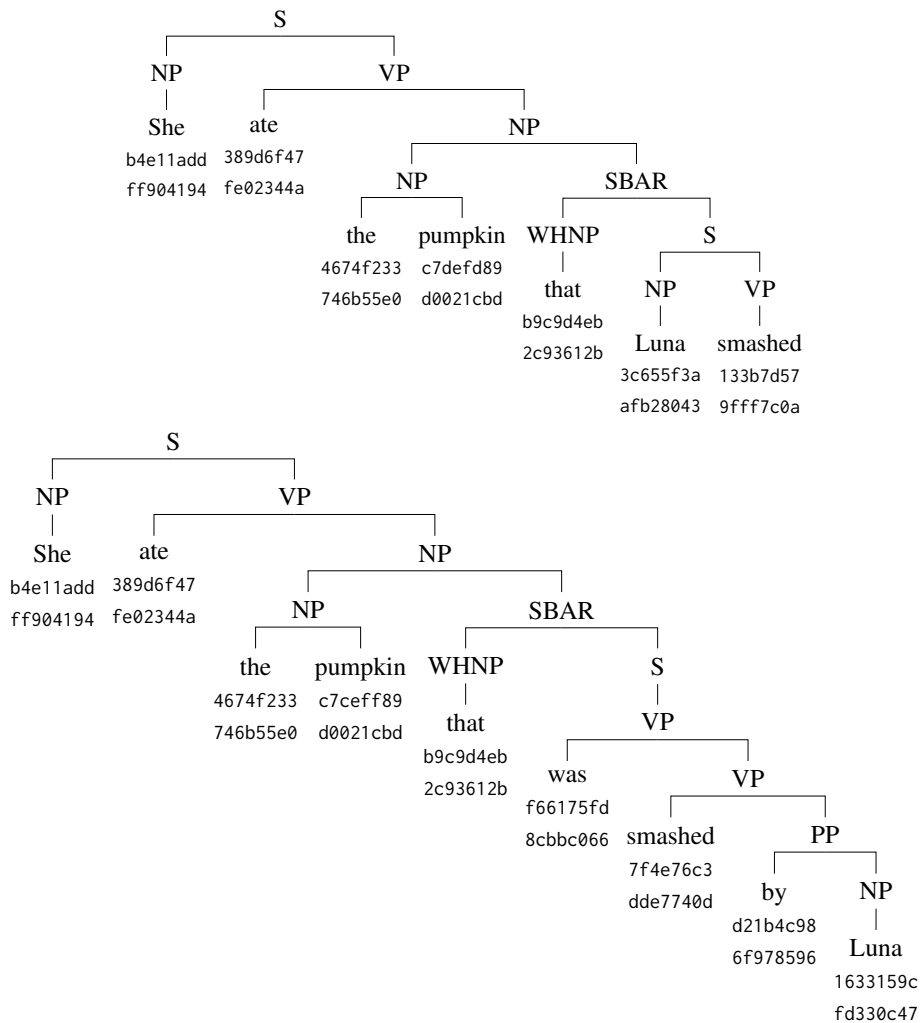 S
NP VP
She ate NP
b4e11add 389d6f47
ff904194 fe02344a
NP SBAR
the pumpkin WHNP S
4674f233 c7defd89
746b55e0 d0021cbd
that NP VP
b9c9d4eb
2c93612b
Luna smashed
3c655f3a 133b7d57
afb28043 9fff7c0a
S
NP VP
She ate NP
b4e11add 389d6f47
ff904194 fe02344a
NP SBAR
the pumpkin WHNP S
4674f233 c7ceff89
746b55e0 d0021cbd
that VP
b9c9d4eb
2c93612b
was VP
f66175fd
8cbbc066
smashed PP
7f4e76c3
dde7740d
by NP
d21b4c98
6f978596
Luna
1633159c
fd330c47